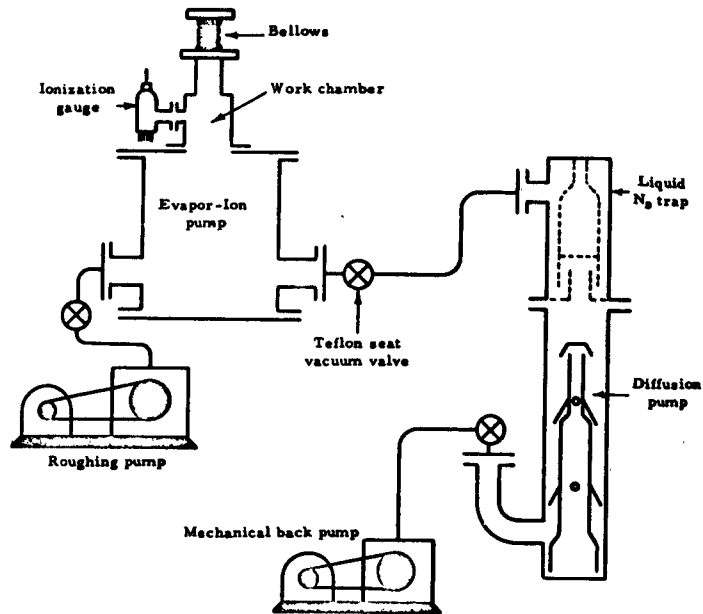 Bellows
Ionization
gauge
Work chamber
Evapor-Ion
pump
Liquid
N₂ trap
Teflon seat
vacuum valve
Diffusion
pump
Roughing pump
Mechanical back pump